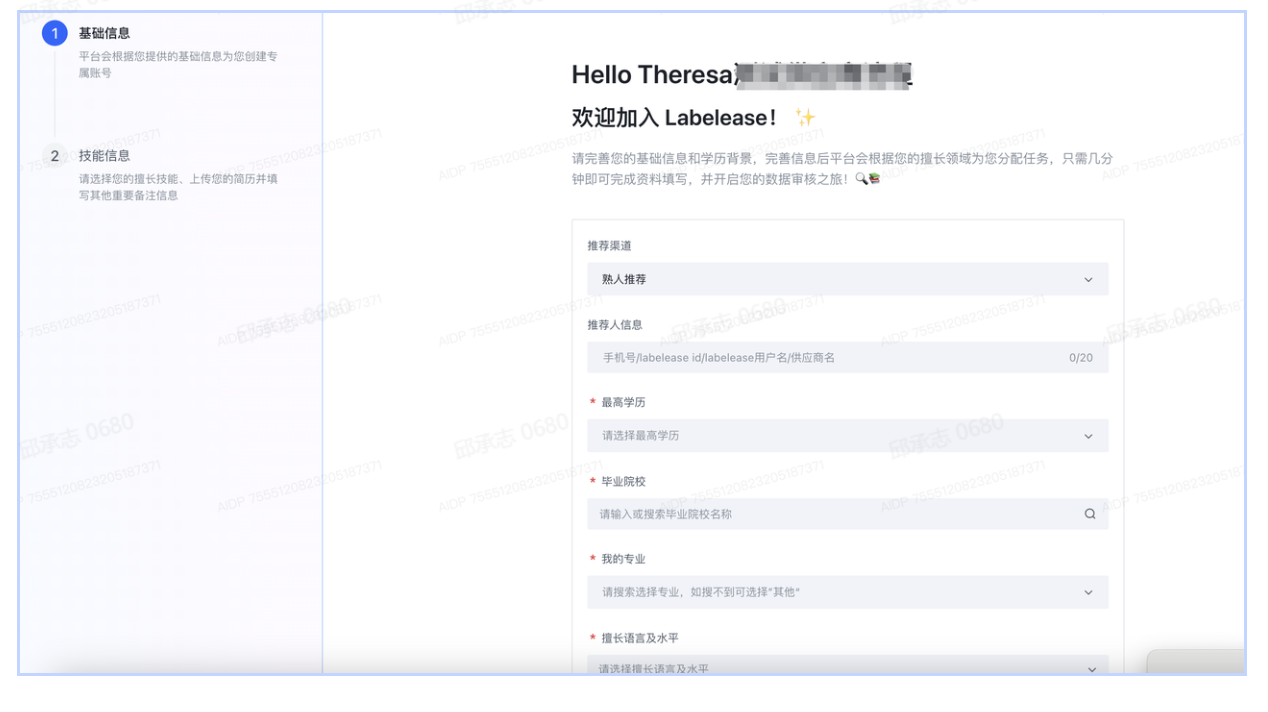 1 基础信息
平台会根据您提供的基础信息为您创建专
属账号
2 技能信息
请选择您的擅长技能、上传您的简历并填
写其他重要备注信息
Hello Theresa
欢迎加入 Labelease！ ✨
请完善您的基础信息和学历背景，完善信息后平台会根据您的擅长领域为您分配任务，只需几分
钟即可完成资料填写，并开启您的数据审核之旅！🔍📚
推荐渠道
熟人推荐
推荐人信息
手机号/labelease id/labelease用户名/供应商名 0/20
* 最高学历
请选择最高学历
* 毕业院校
请输入或搜索毕业院校名称
* 我的专业
请搜索选择专业，如搜不到可选择"其他"
* 擅长语言及水平
请选择擅长语言及水平
邱承志 0680
AIDP 7555120823205187371